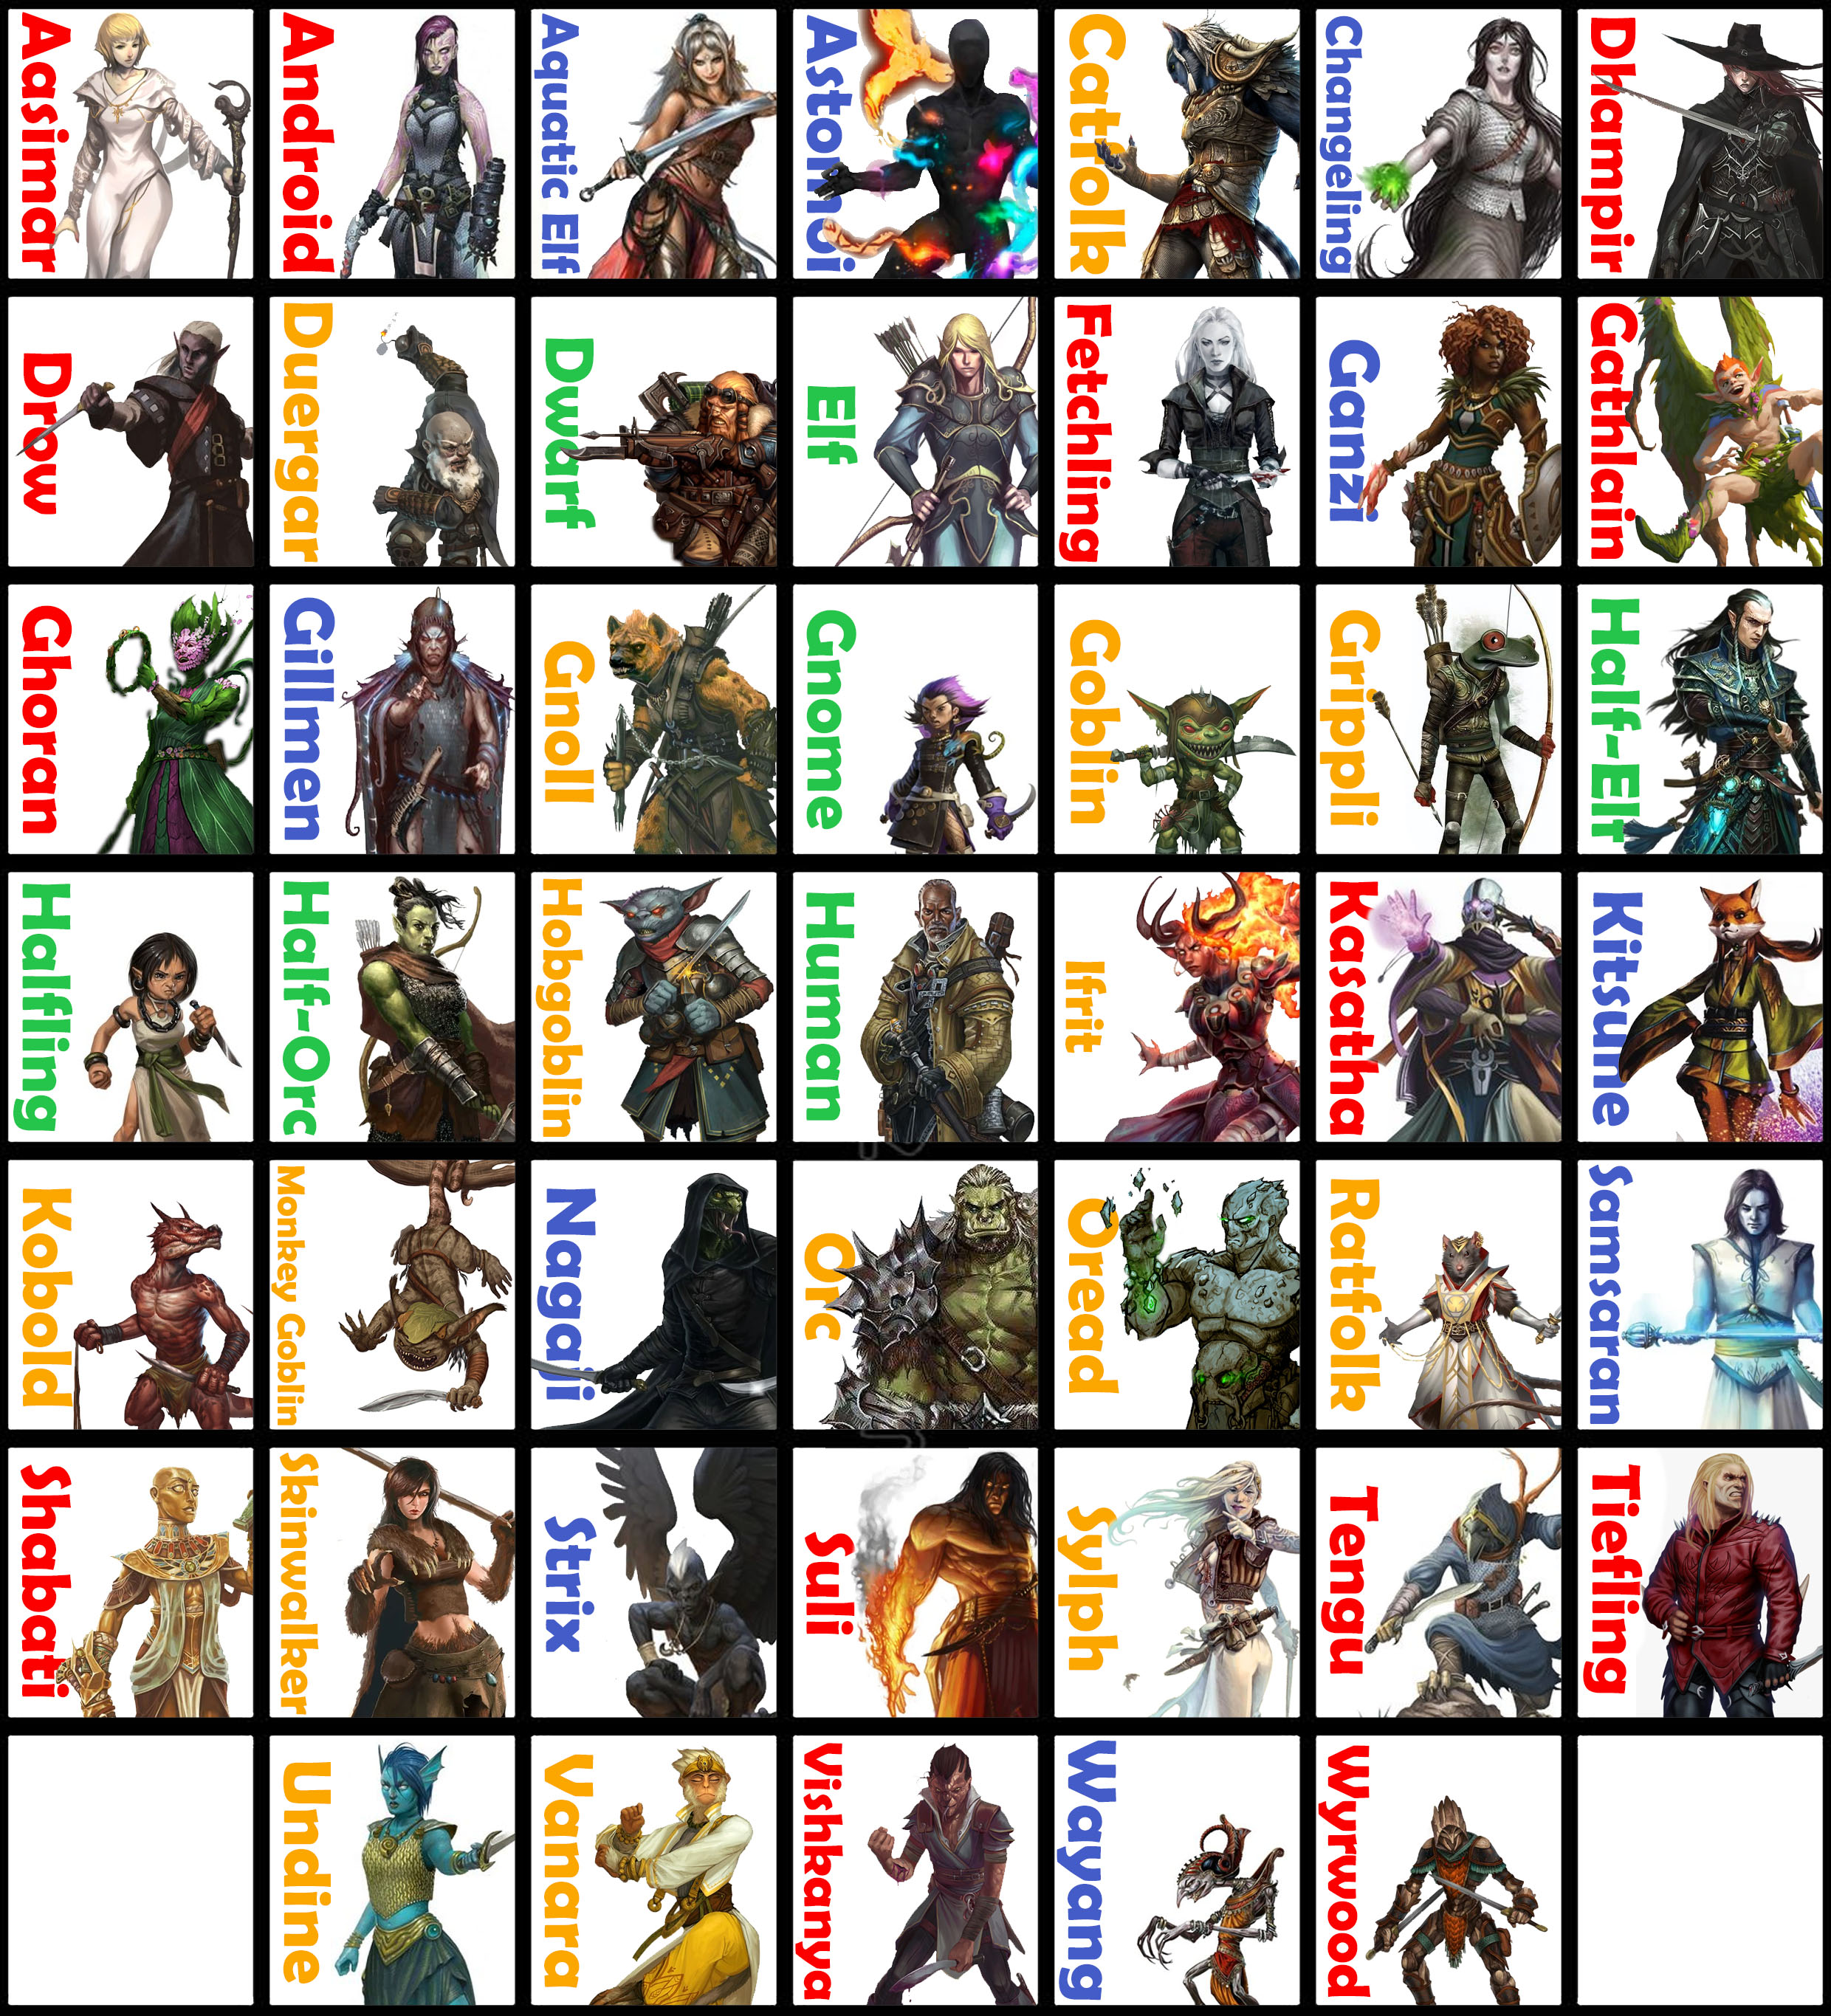 Aasimar
Android
Aquatic Elf
Astomoi
Catfolk
Changeling
Dhampir
Drow
Duergar
Dwarf
Elf
Fetchling
Ganzi
Gathlain
Ghoran
Gillmen
Gnoll
Gnome
Goblin
Grippli
Half-Elf
Halfling
Half-Orc
Hobgoblin
Human
Ifrit
Kasatha
Kitsune
Kobold
Monkey Goblin
Nagaji
Orc
Oread
Ratfolk
Samsaran
Shabati
Skinwalker
Strix
Suli
Sylph
Tengu
Tiefling
Undine
Vanara
Vishkanya
Wayang
Wyrwood